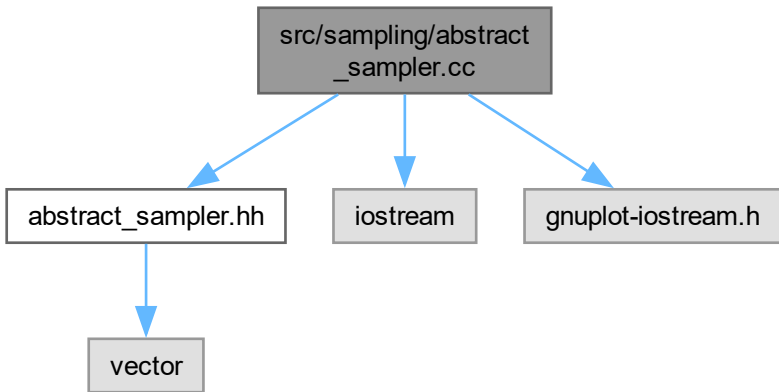 src/sampling/abstract
_sampler.cc
abstract_sampler.hh
iostream
gnuplot-iostream.h
vector